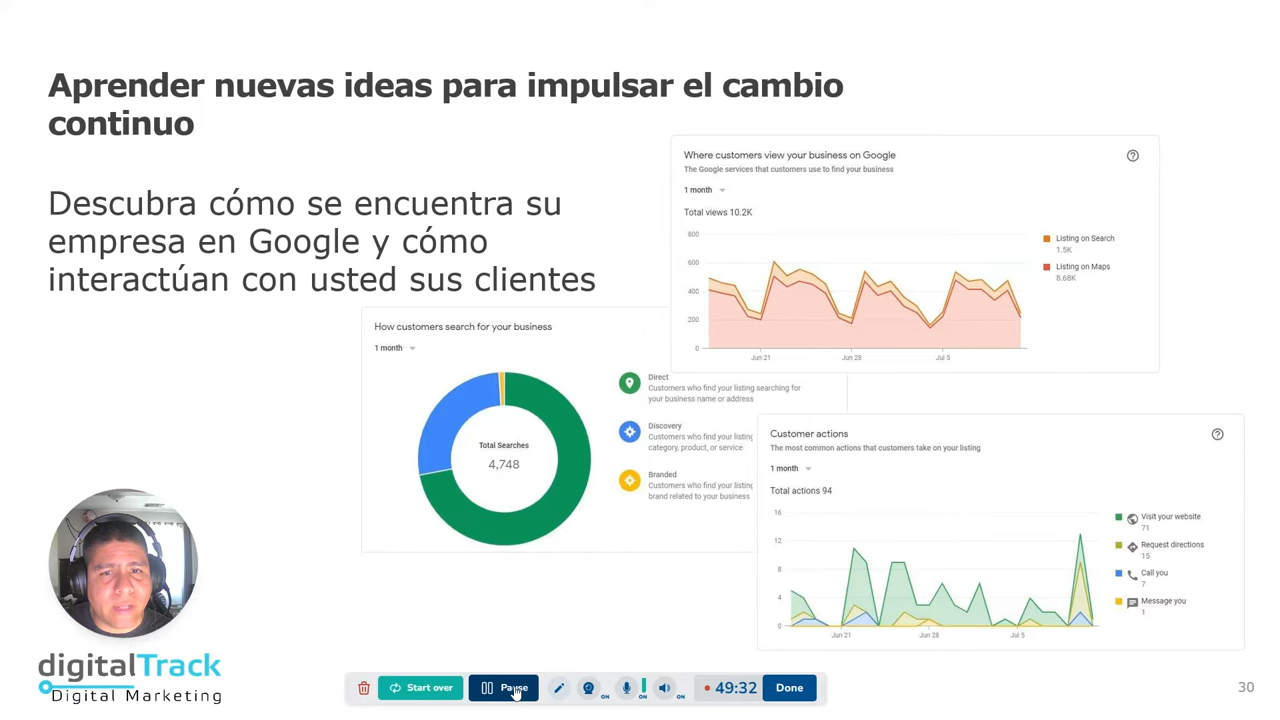 Aprender nuevas ideas para impulsar el cambio
continuo
Descubra cómo se encuentra su
empresa en Google y cómo
interactúan con usted sus clientes
Where customers view your business on Google
The Google services that customers use to find your business
1 month
Total views 10.2K
800
600
400
200
0
Jun 21
Jun 28
Jul 5
Listing on Search
1.5K
Listing on Maps
8.68K
How customers search for your business
1 month
Total Searches
4,748
Direct
Customers who find your listing searching for
your business name or address
Discovery
Customers who find your listing
category, product, or service
Branded
Customers who find your listing
brand related to your business
Customer actions
The most common actions that customers take on your listing
1 month
Total actions 94
16
12
8
4
0
Jun 21
Jun 28
Jul 5
Visit your website
71
Request directions
15
Call you
7
Message you
1
digitalTrack
Digital Marketing
Start over
Pause
ON
ON
ON
49:32
Done
30